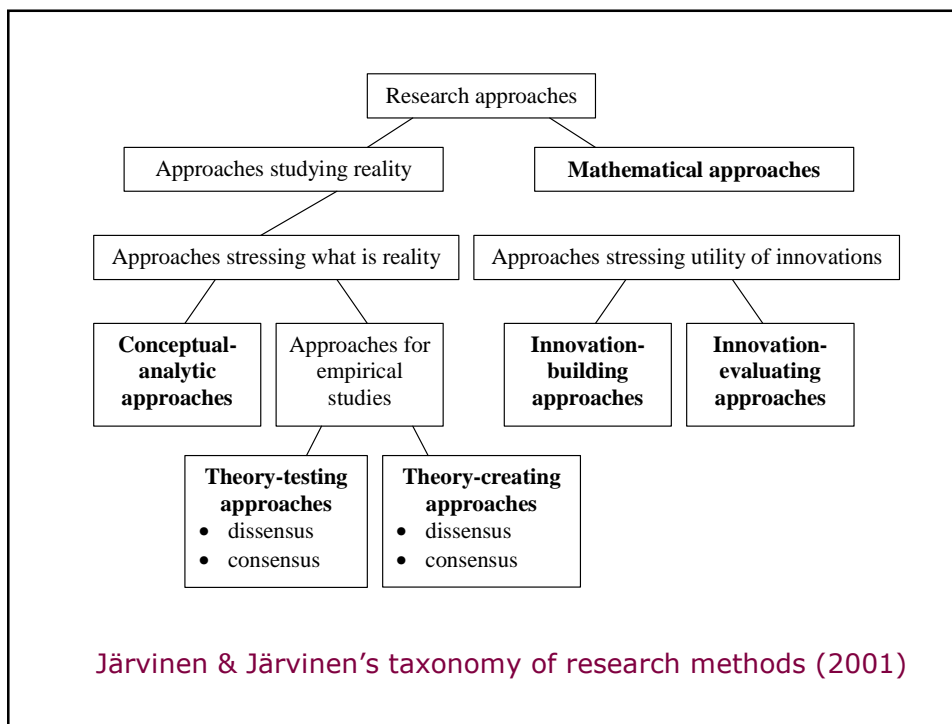 Research approaches
Approaches studying reality
Mathematical approaches
Approaches stressing what is reality
Approaches stressing utility of innovations
Conceptual-
analytic
approaches
Approaches for
empirical
studies
Innovation-
building
approaches
Innovation-
evaluating
approaches
Theory-testing
approaches
• dissensus
• consensus
Theory-creating
approaches
• dissensus
• consensus
Järvinen & Järvinen’s taxonomy of research methods (2001)